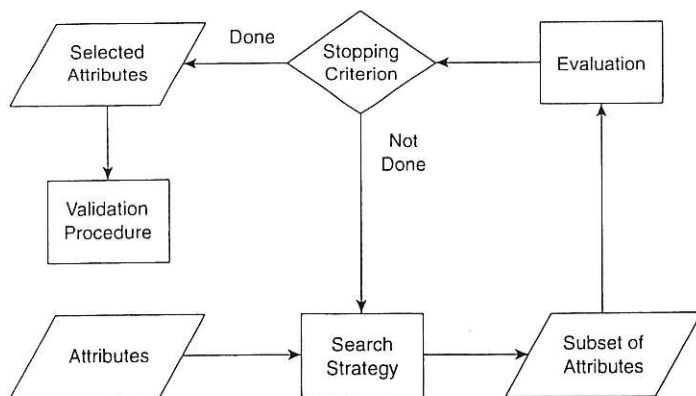 Selected
Attributes
Done
Stopping
Criterion
Evaluation
Not
Done
Validation
Procedure
Attributes
Search
Strategy
Subset of
Attributes